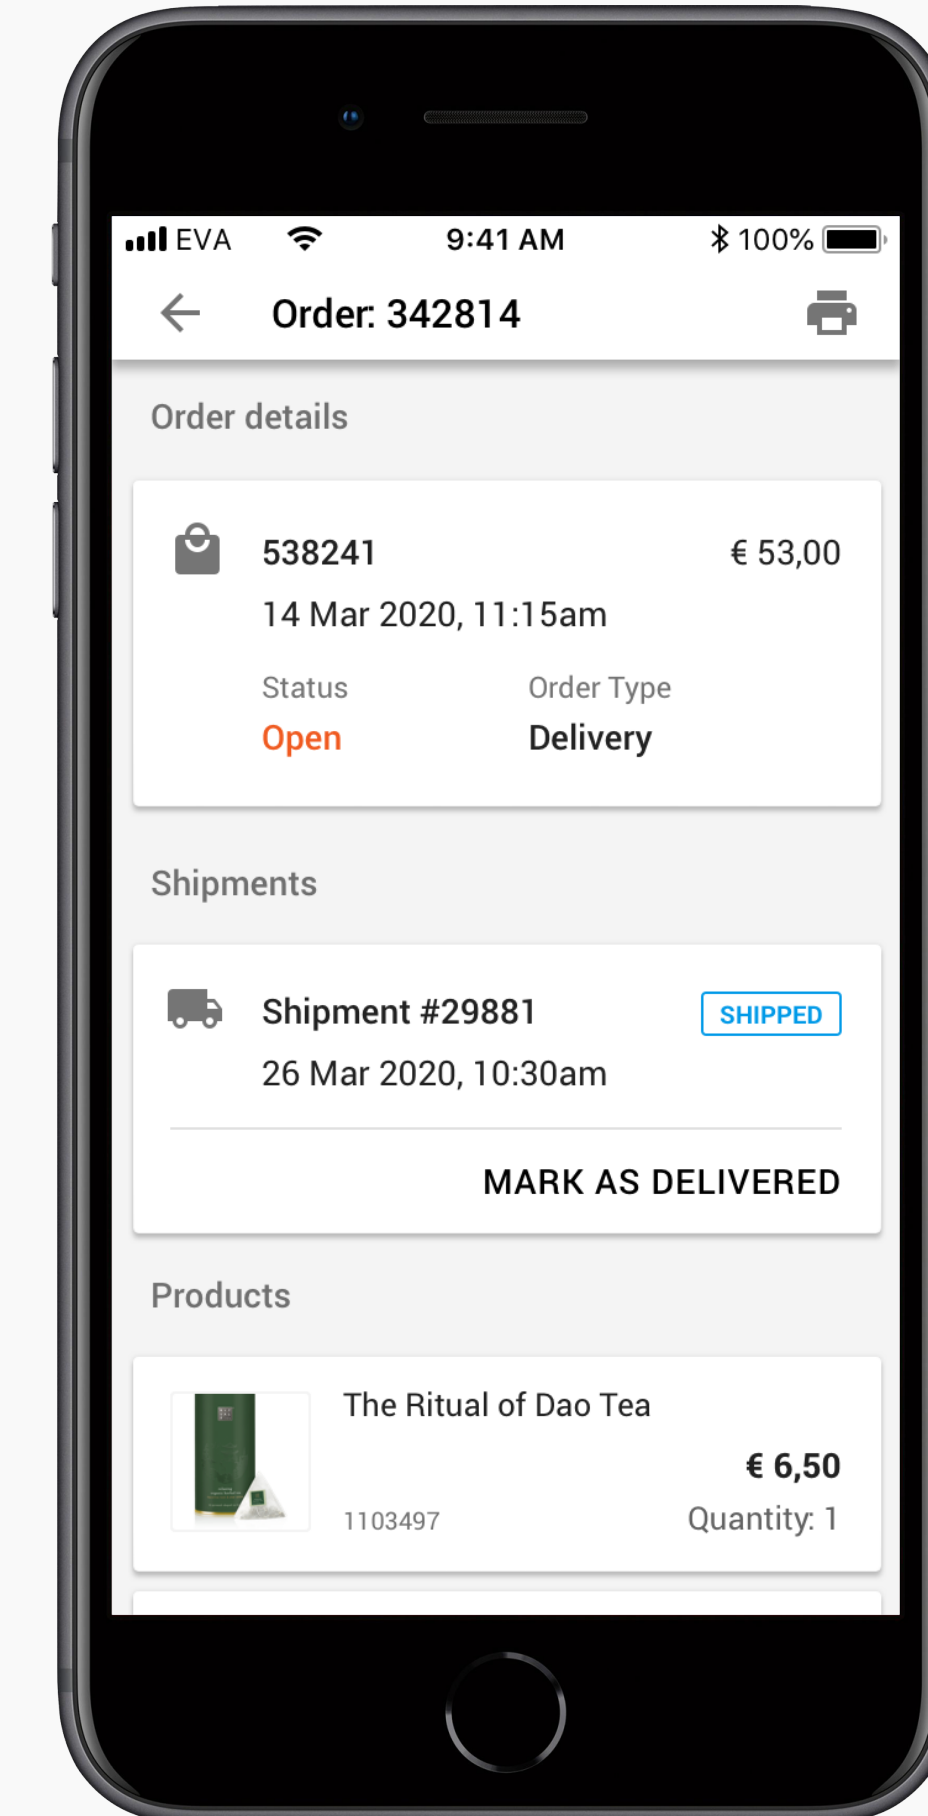 EVA 9:41 AM 100%
Order: 342814
Order details
538241 € 53,00
14 Mar 2020, 11:15am
Status Order Type
Open Delivery
Shipments
Shipment #29881 SHIPPED
26 Mar 2020, 10:30am
MARK AS DELIVERED
Products
The Ritual of Dao Tea
€ 6,50
1103497 Quantity: 1